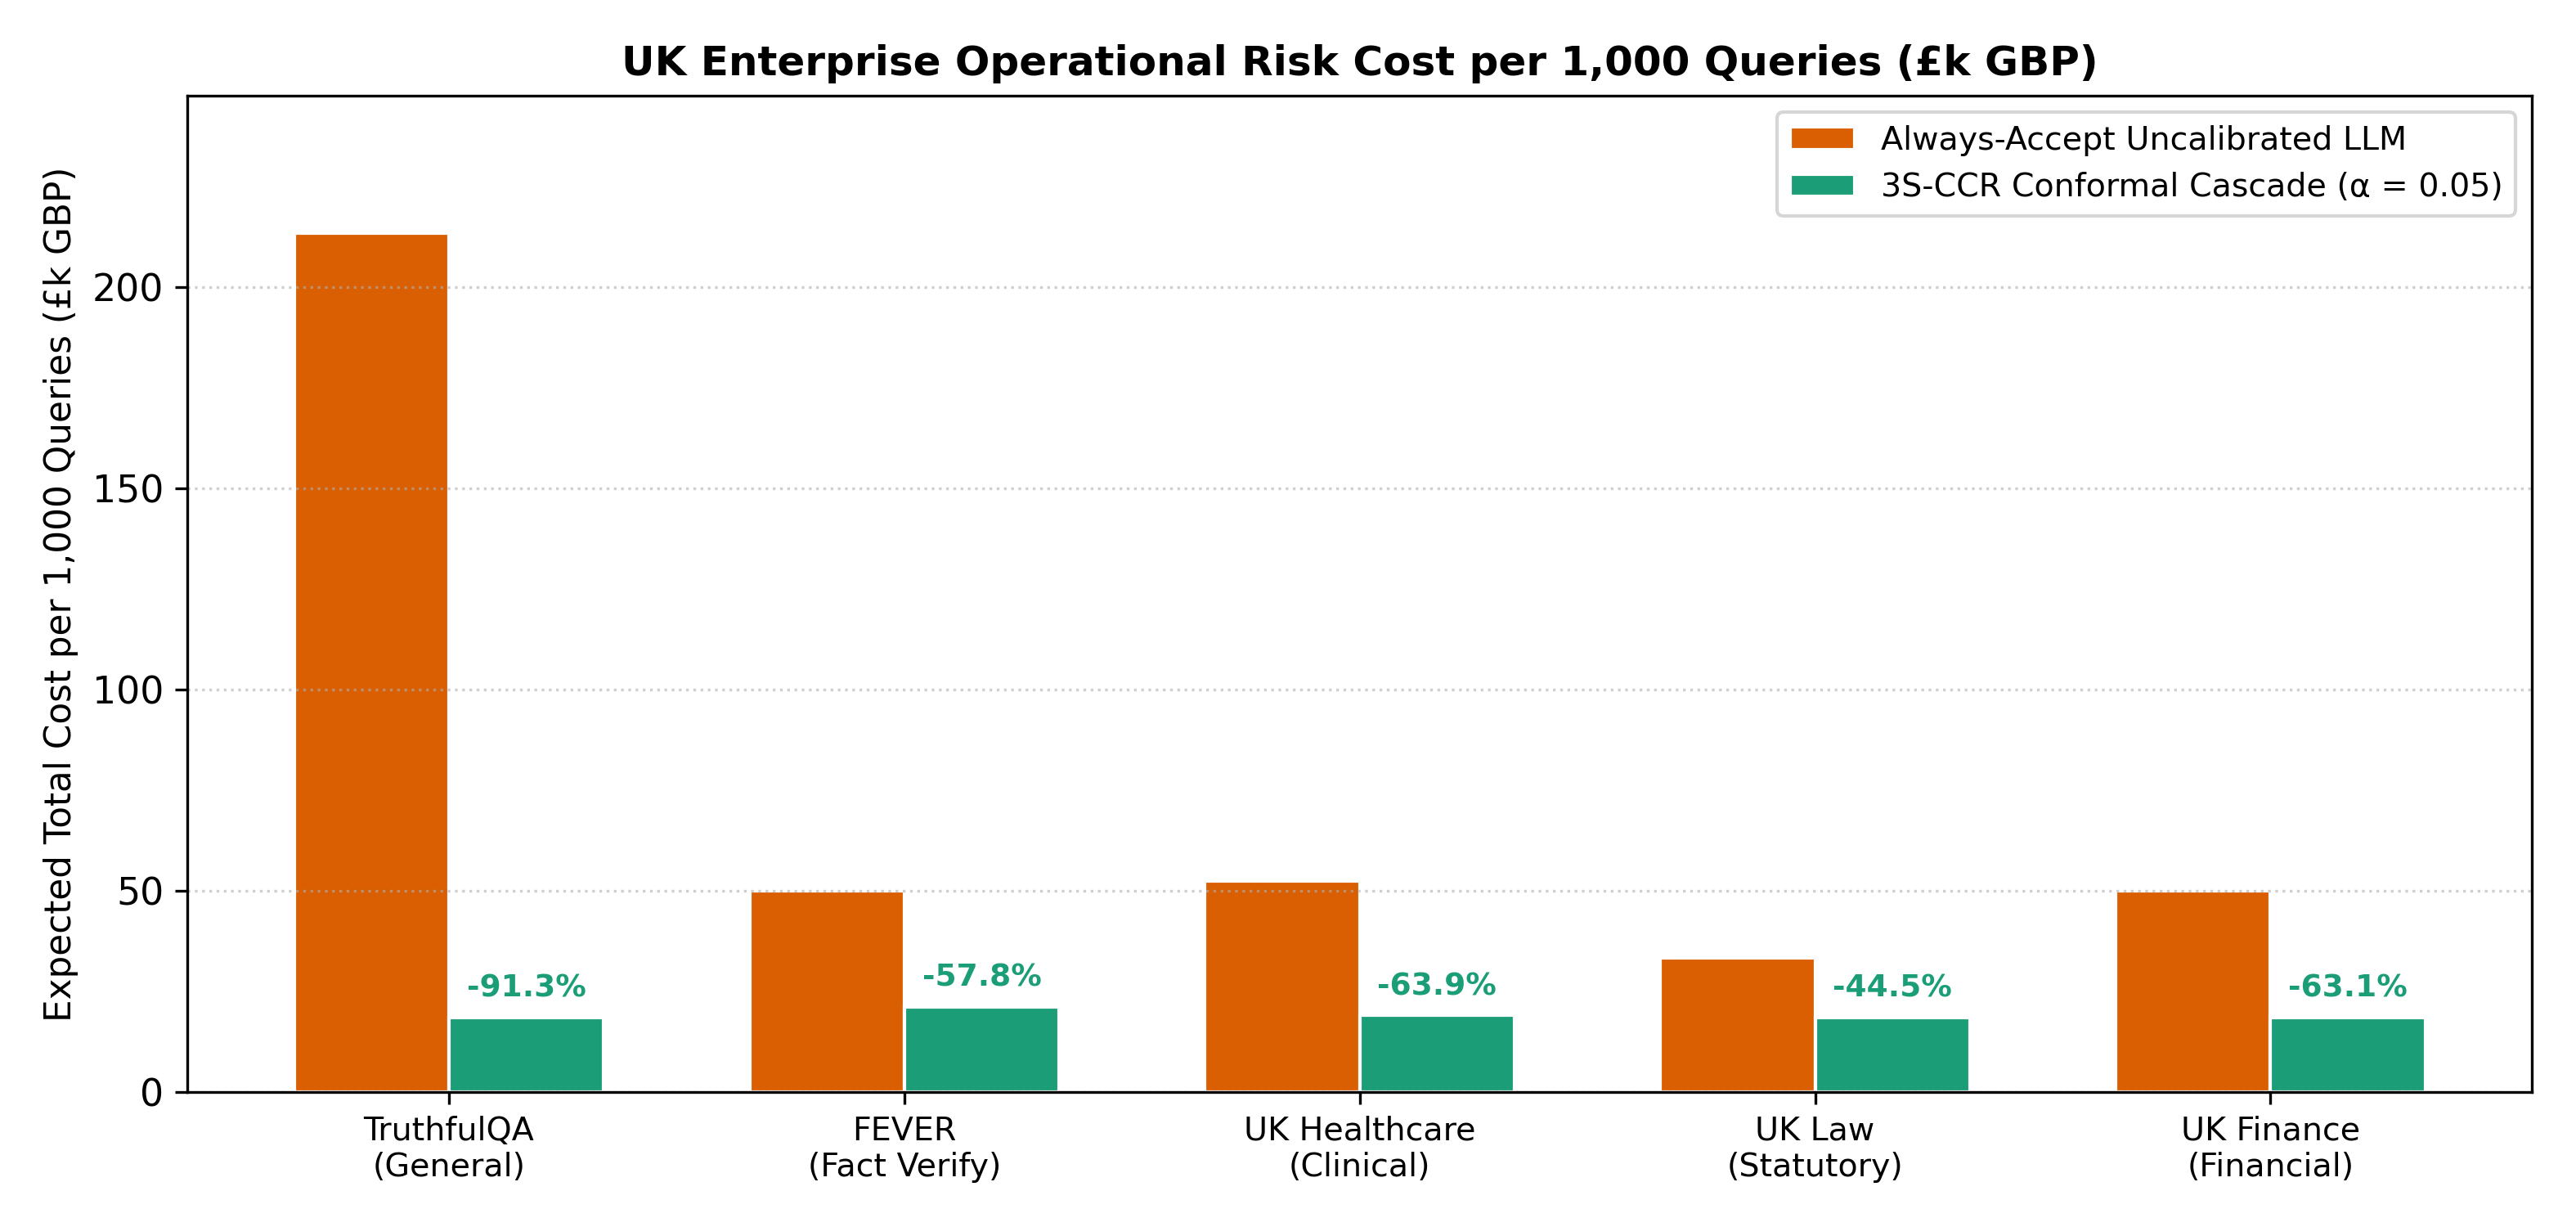 UK Enterprise Operational Risk Cost per 1,000 Queries (£k GBP)
Always-Accept Uncalibrated LLM
3S-CCR Conformal Cascade (α = 0.05)
Expected Total Cost per 1,000 Queries (£k GBP)
200
150
100
50
0
-91.3%
-57.8%
-63.9%
-44.5%
-63.1%
TruthfulQA
(General)
FEVER
(Fact Verify)
UK Healthcare
(Clinical)
UK Law
(Statutory)
UK Finance
(Financial)